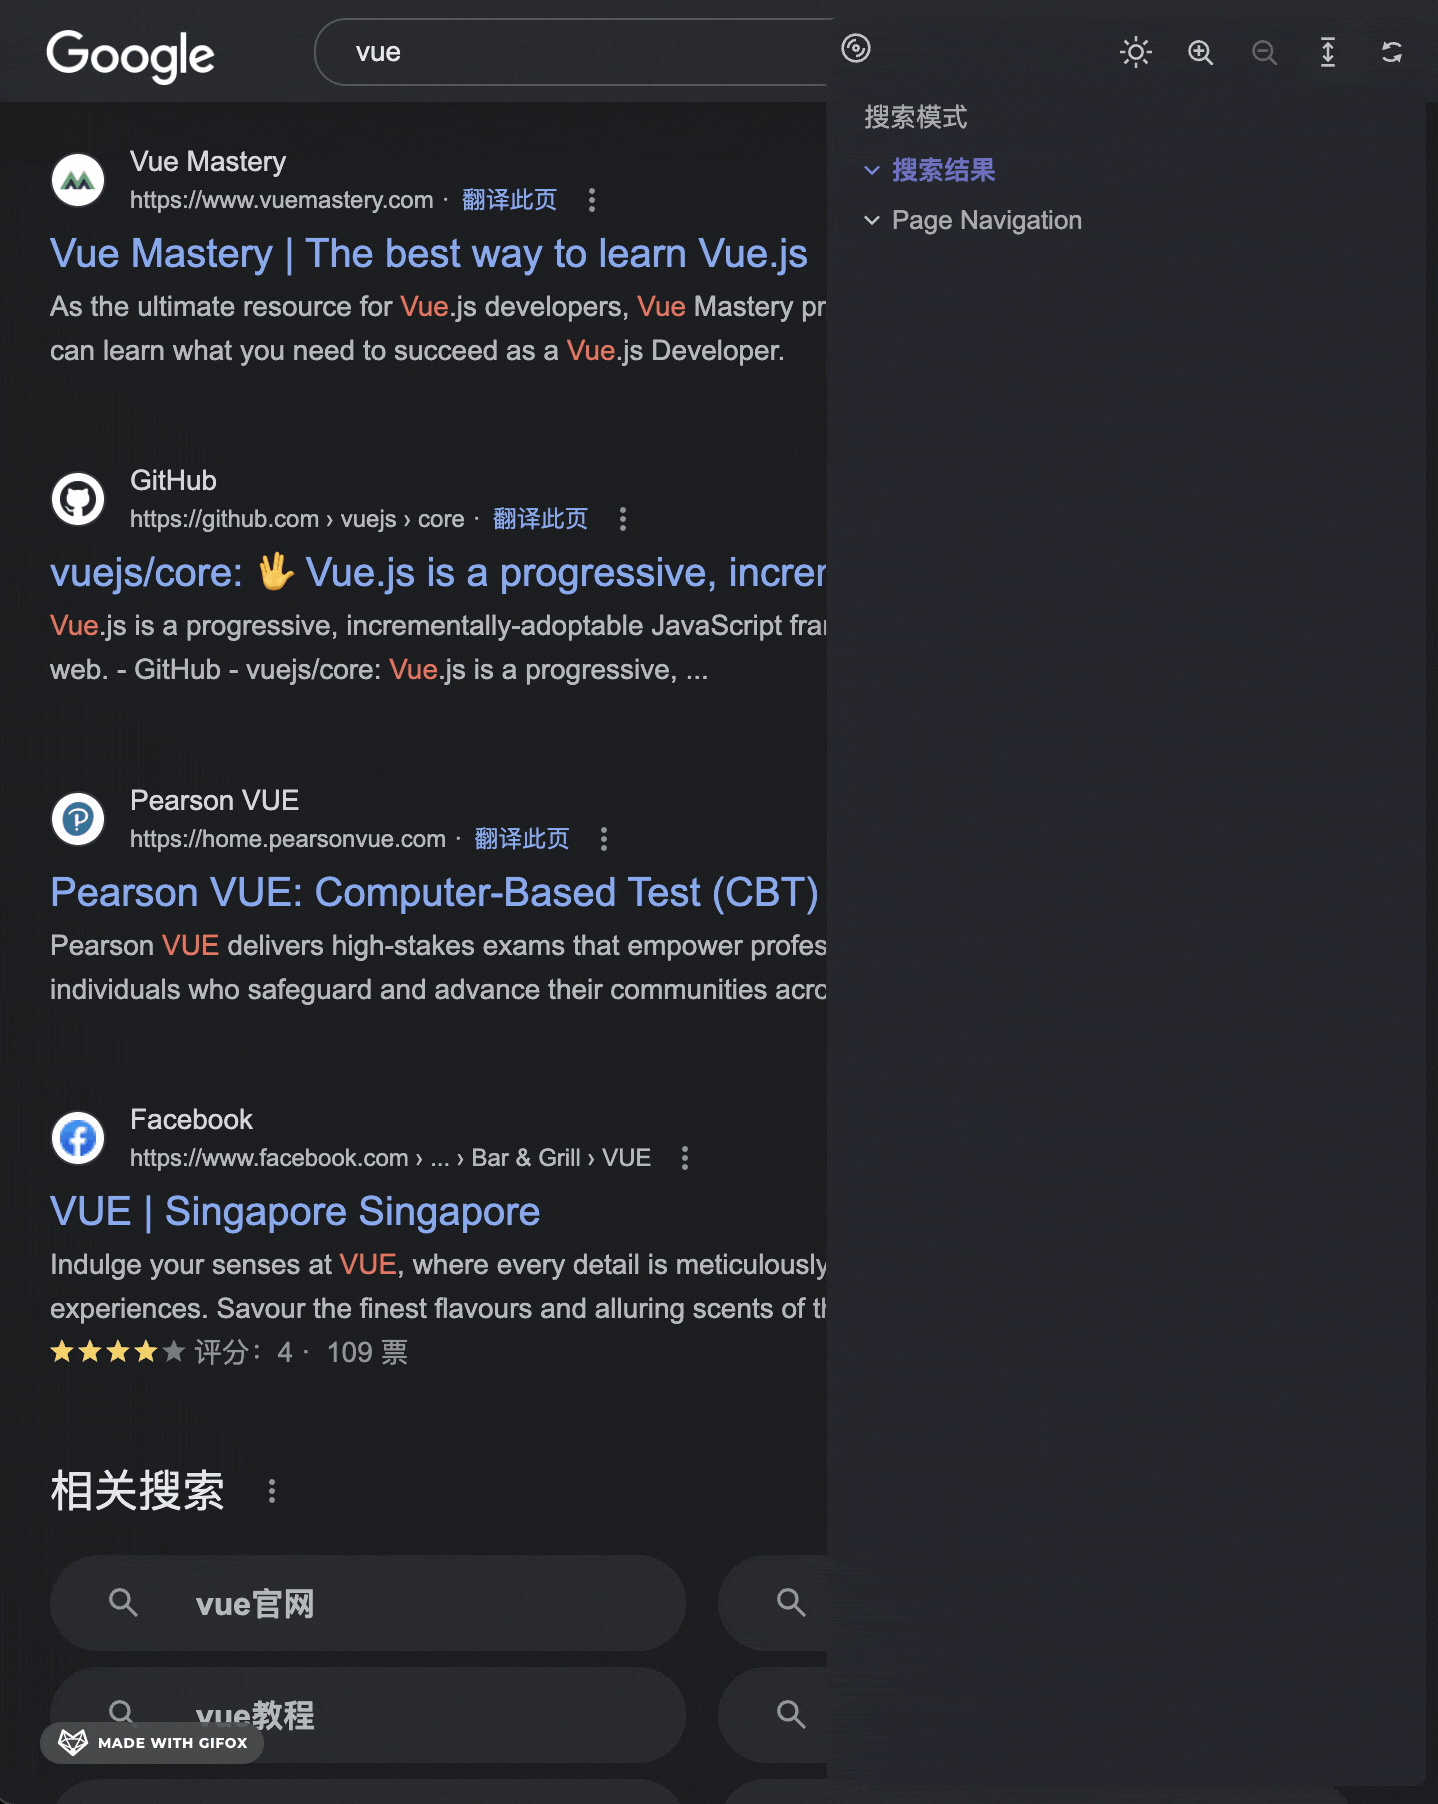 Google
vue
Vue Mastery
https://www.vuemastery.com · 翻译此页
Vue Mastery | The best way to learn Vue.js
As the ultimate resource for Vue.js developers, Vue Mastery pr
can learn what you need to succeed as a Vue.js Developer.
GitHub
https://github.com › vuejs › core · 翻译此页
vuejs/core: 🖖 Vue.js is a progressive, increm
Vue.js is a progressive, incrementally-adoptable JavaScript fra
web. - GitHub - vuejs/core: Vue.js is a progressive, ...
Pearson VUE
https://home.pearsonvue.com · 翻译此页
Pearson VUE: Computer-Based Test (CBT)
Pearson VUE delivers high-stakes exams that empower profes
individuals who safeguard and advance their communities acro
Facebook
https://www.facebook.com › ... › Bar & Grill › VUE
VUE | Singapore Singapore
Indulge your senses at VUE, where every detail is meticulously
experiences. Savour the finest flavours and alluring scents of th
评分：4 · 109 票
相关搜索
vue官网
vue教程
MADE WITH GIFOX
搜索模式
搜索结果
Page Navigation